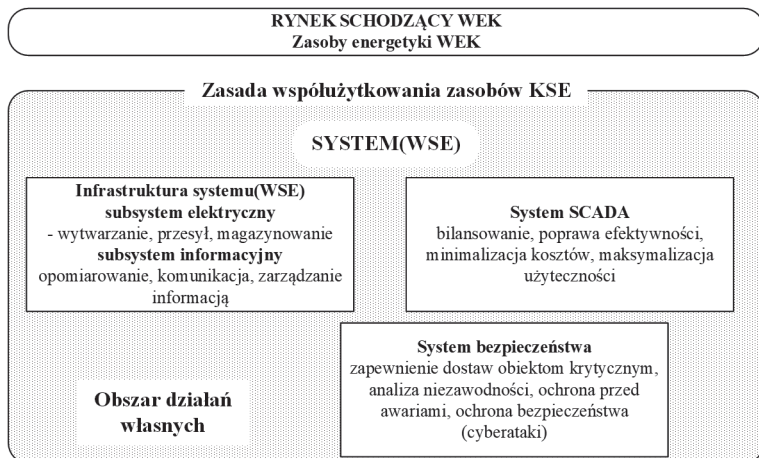 RYNEK SCHODZĄCY WEK
Zasoby energetyki WEK
Zasada współużytkowania zasobów KSE
SYSTEM(WSE)
Infrastruktura systemu(WSE)
subsystem elektryczny
- wytwarzanie, przesył, magazynowanie
subsystem informacyjny
opomiarowanie, komunikacja, zarządzanie
informacją
System SCADA
bilansowanie, poprawa efektywności,
minimalizacja kosztów, maksymalizacja
użyteczności
System bezpieczeństwa
zapewnienie dostaw obiektom krytycznym,
analiza niezawodności, ochrona przed
awariami, ochrona bezpieczeństwa
(cyberataki)
Obszar działań
własnych